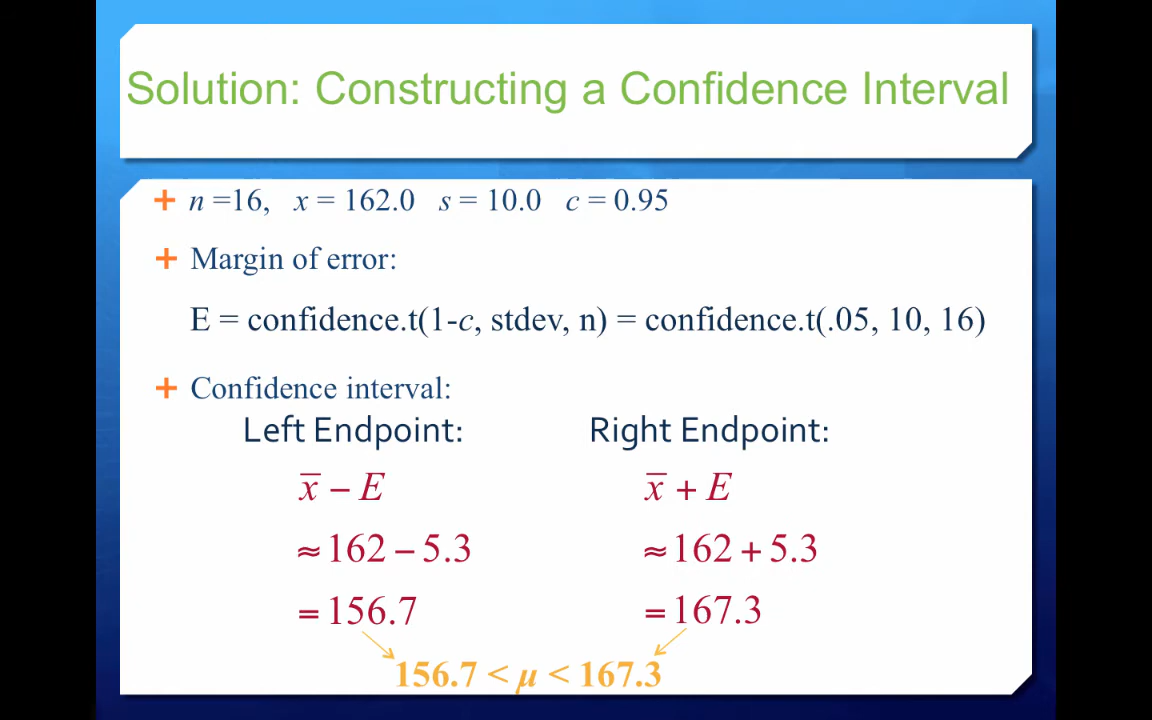 Solution: Constructing a Confidence Interval
+ n =16, x = 162.0 s = 10.0 c = 0.95
+ Margin of error:
E = confidence.t(1-c, stdev, n) = confidence.t(.05, 10, 16)
+ Confidence interval:
Left Endpoint: Right Endpoint:
x̅ − E x̅ + E
≈ 162 − 5.3 ≈ 162 + 5.3
= 156.7 = 167.3
156.7 < μ < 167.3